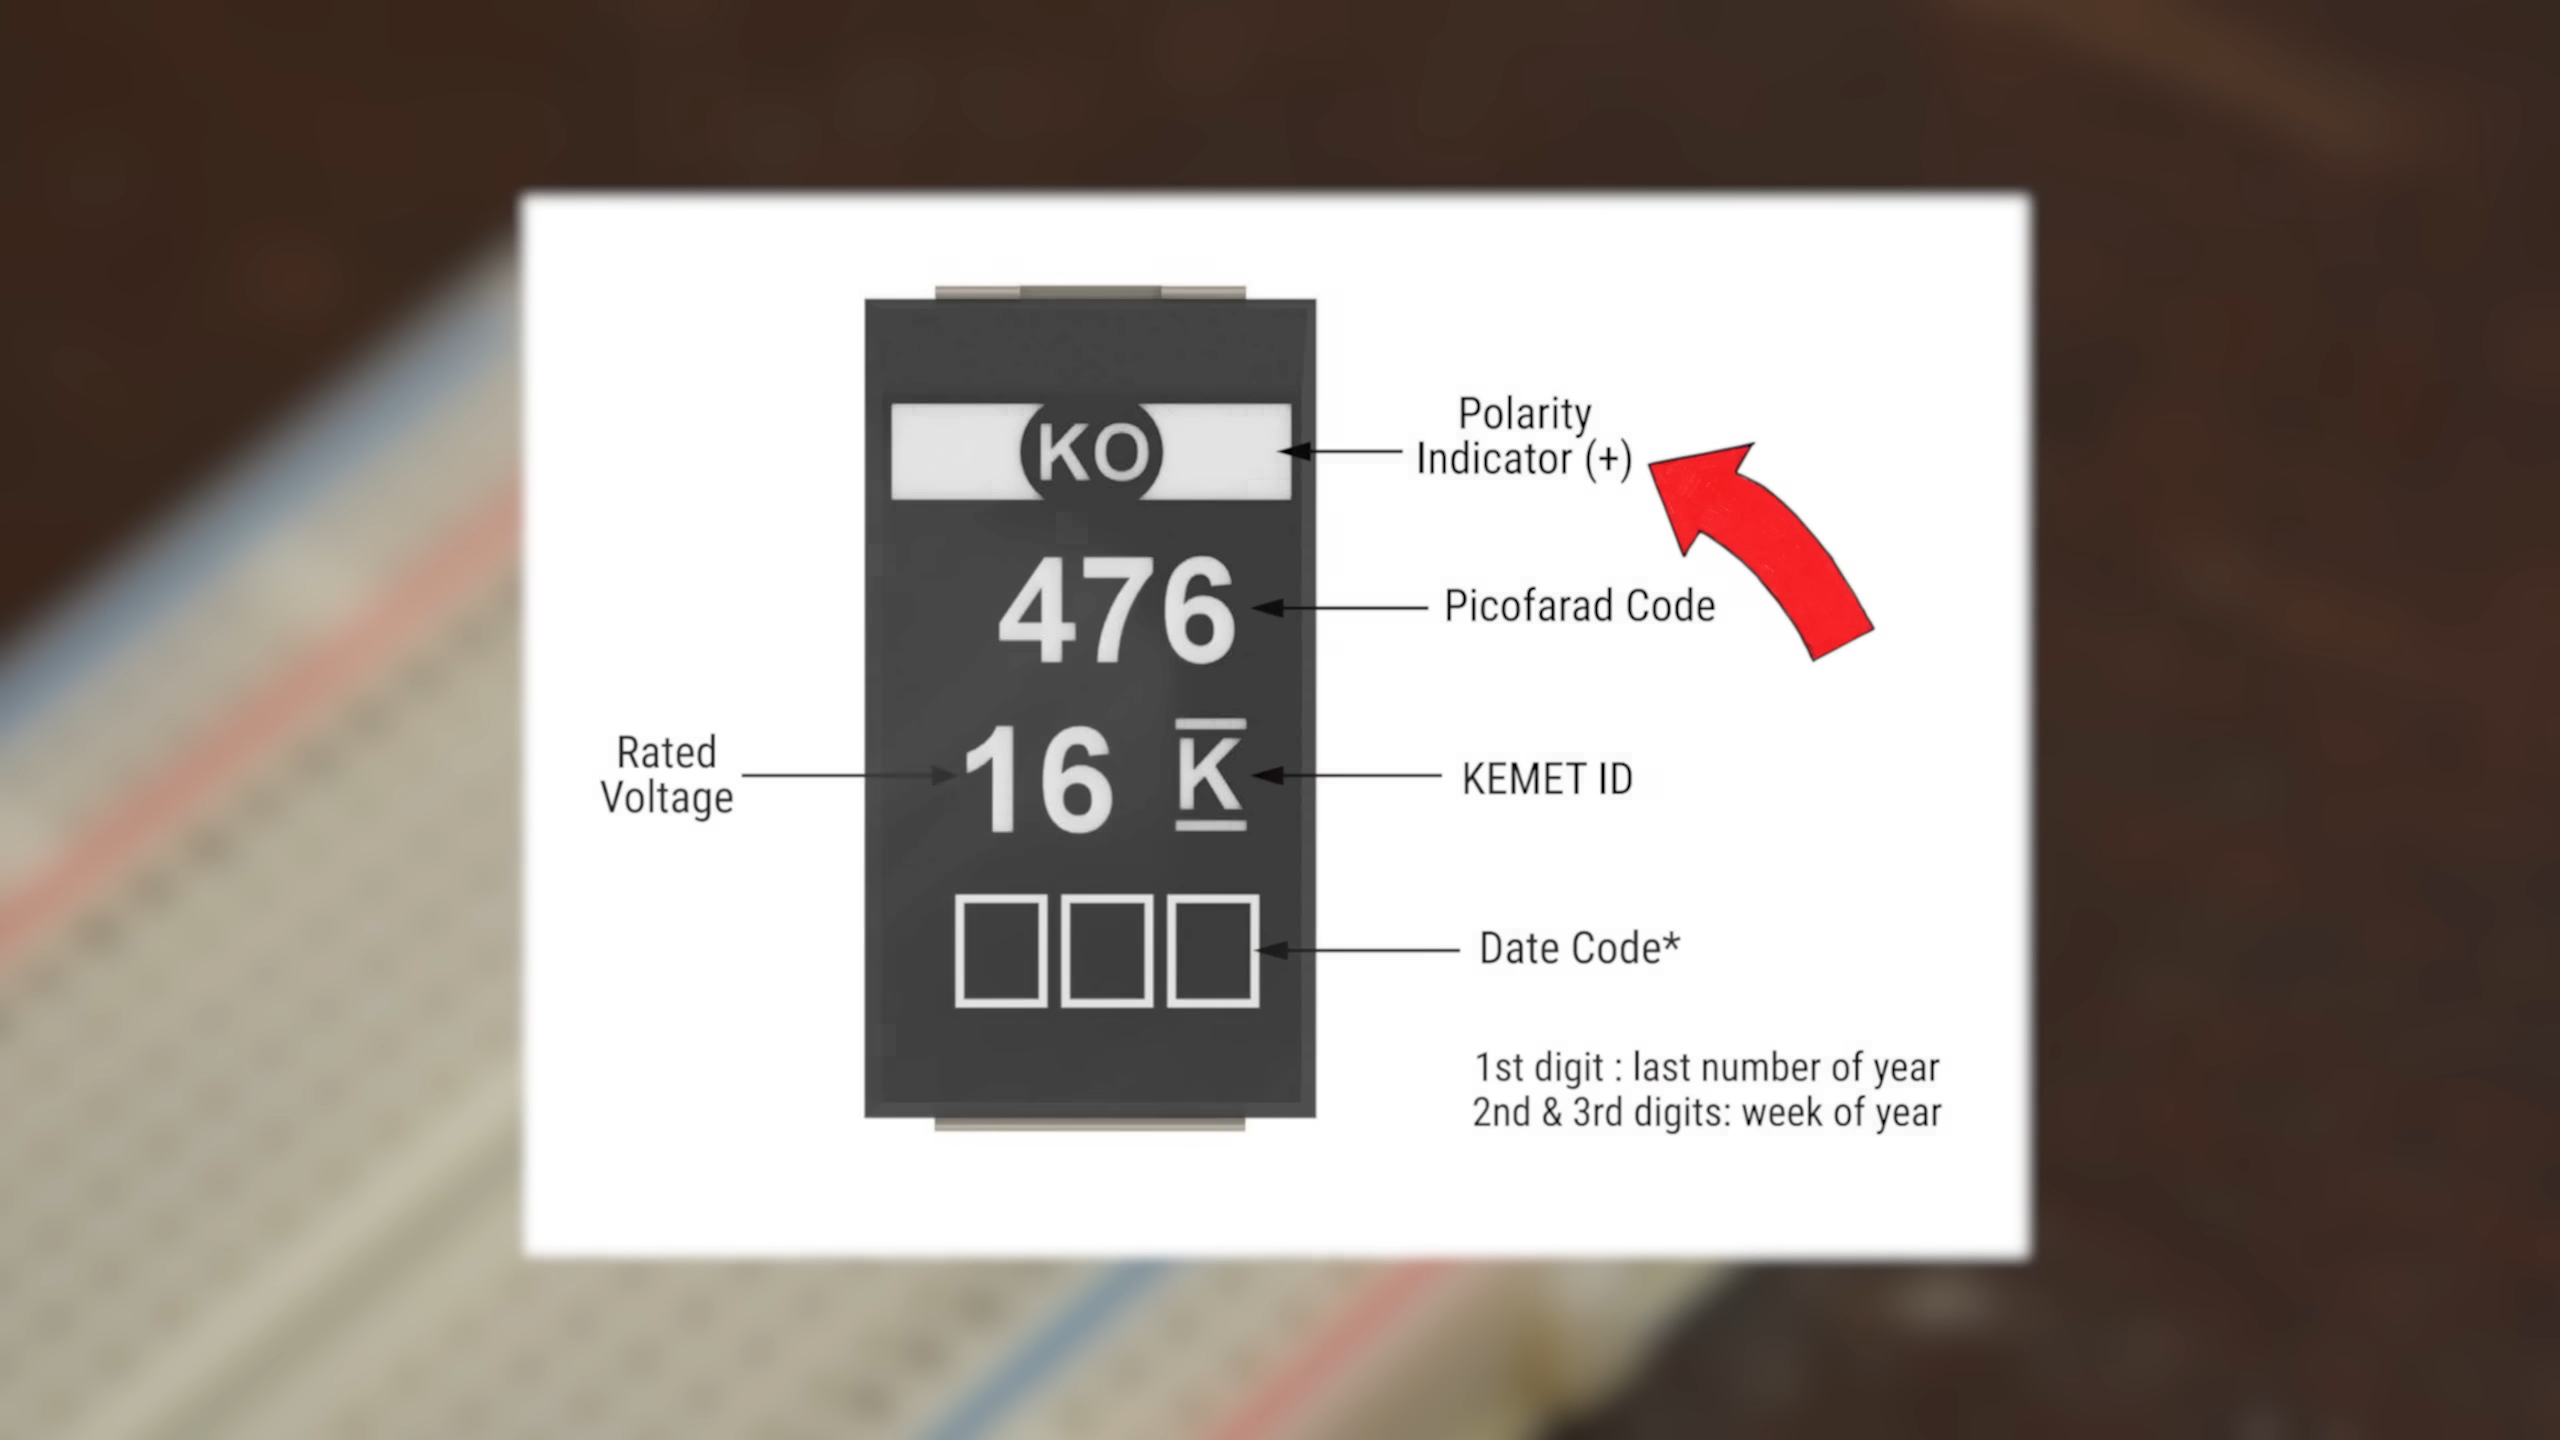 KO
Polarity
Indicator (+)
476
Picofarad Code
Rated
Voltage
16 K
KEMET ID
Date Code*
1st digit : last number of year
2nd & 3rd digits: week of year